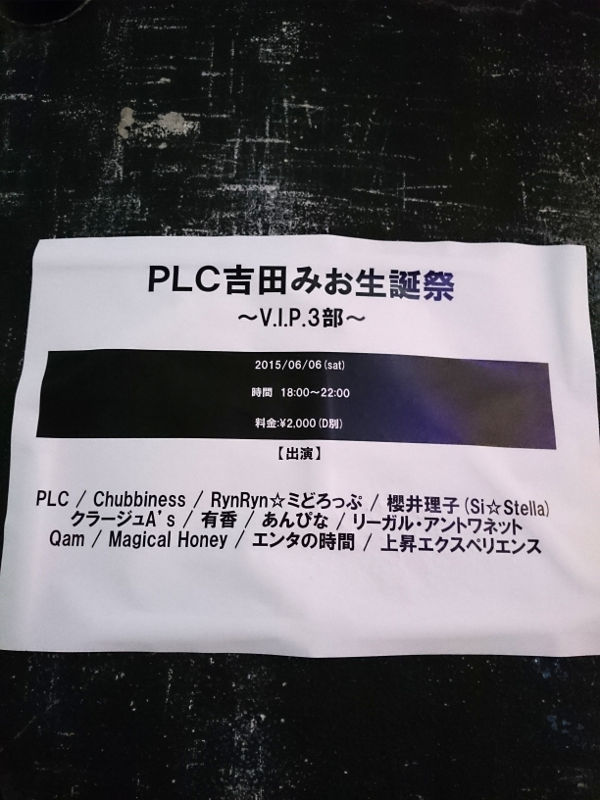 PLC吉田みお生誕祭
～V.I.P.3部～
2015/06/06(sat)
時間 18:00～22:00
料金:¥2,000(D別)
【出演】
PLC / Chubbiness / RynRyn☆ミどろっぷ / 櫻井理子(Si☆Stella)
クラージュA's / 有香 / あんぴな / リーガル・アントワネット
Qam / Magical Honey / エンタの時間 / 上昇エクスペリエンス